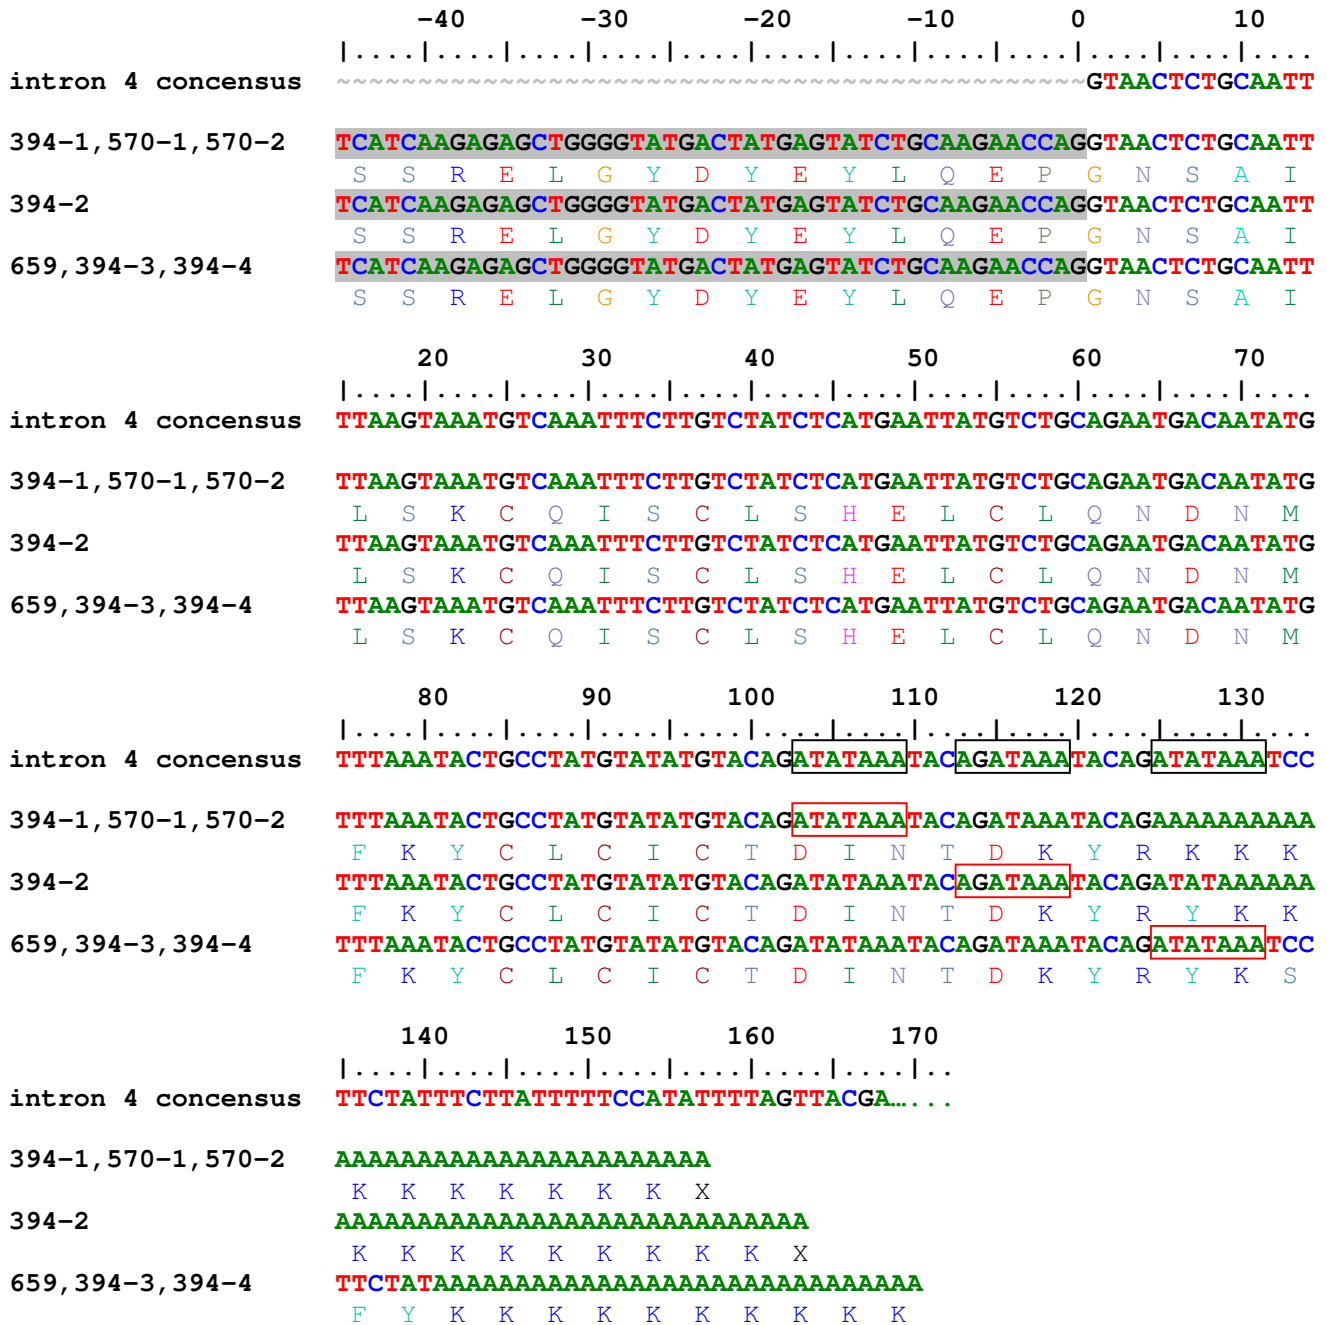 -40 -30 -20 -10 0 10
|....|....|....|....|....|....|....|....|....|....|....|....
intron 4 concensus ~~~~~~~~~~~~~~~~~~~~~~~~~~~~~~~~~~~~~~~~~~~~~~GTAACTCTGCAATT
394-1,570-1,570-2 TCATCAAGAGAGCTGGGGTATGACTATGAGTATCTGCAAGAACCAGGTAACTCTGCAATT
S S R E L G Y D Y E Y L Q E P G N S A I
394-2 TCATCAAGAGAGCTGGGGTATGACTATGAGTATCTGCAAGAACCAGGTAACTCTGCAATT
S S R E L G Y D Y E Y L Q E P G N S A I
659,394-3,394-4 TCATCAAGAGAGCTGGGGTATGACTATGAGTATCTGCAAGAACCAGGTAACTCTGCAATT
S S R E L G Y D Y E Y L Q E P G N S A I
20 30 40 50 60 70
|....|....|....|....|....|....|....|....|....|....|....|....
intron 4 concensus TTAAGTAAATGTCAAATTTCTTGTCTATCTCATGAATTATGTCTGCAGAATGACAATATG
394-1,570-1,570-2 TTAAGTAAATGTCAAATTTCTTGTCTATCTCATGAATTATGTCTGCAGAATGACAATATG
L S K C Q I S C L S H E L C L Q N D N M
394-2 TTAAGTAAATGTCAAATTTCTTGTCTATCTCATGAATTATGTCTGCAGAATGACAATATG
L S K C Q I S C L S H E L C L Q N D N M
659,394-3,394-4 TTAAGTAAATGTCAAATTTCTTGTCTATCTCATGAATTATGTCTGCAGAATGACAATATG
L S K C Q I S C L S H E L C L Q N D N M
80 90 100 110 120 130
|....|....|....|....|....|....|....|....|....|....|....|....
intron 4 concensus TTTAAATACTGCCTATGTATATGTACAGATATAAATACAGATAAATACAGATATAAATCC
394-1,570-1,570-2 TTTAAATACTGCCTATGTATATGTACAGATATAAATACAGATAAATACAGAAAAAAAAAA
F K Y C L C I C T D I N T D K Y R K K K
394-2 TTTAAATACTGCCTATGTATATGTACAGATATAAATACAGATAAATACAGATATAAAAAA
F K Y C L C I C T D I N T D K Y R Y K K
659,394-3,394-4 TTTAAATACTGCCTATGTATATGTACAGATATAAATACAGATAAATACAGATATAAATCC
F K Y C L C I C T D I N T D K Y R Y K S
140 150 160 170
|....|....|....|....|....|....|....|..
intron 4 concensus TTCTATTTCTTATTTTTCCATATTTTAGTTACGA…...
394-1,570-1,570-2 AAAAAAAAAAAAAAAAAAAAAAA
K K K K K K K X
394-2 AAAAAAAAAAAAAAAAAAAAAAAAAAAAA
K K K K K K K K K X
659,394-3,394-4 TTCTATAAAAAAAAAAAAAAAAAAAAAAAAAAAAAA
F Y K K K K K K K K K K